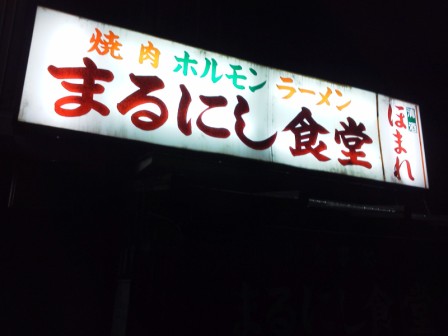 焼肉 ホルモン ラーメン
まるにし食堂
ほまれ